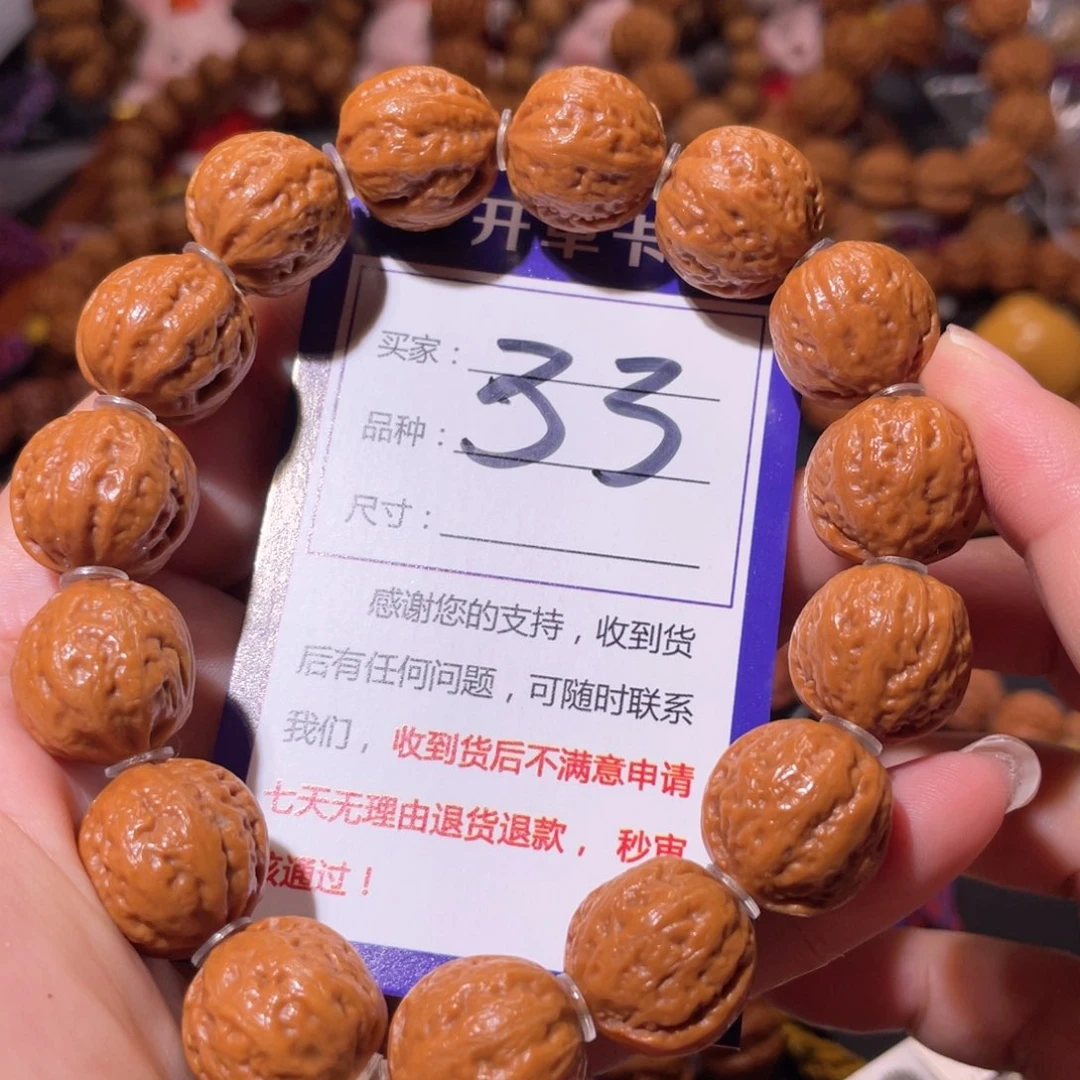 开单卡
买家：33
品种：
尺寸：
感谢您的支持，收到货
后有任何问题，可随时联系
我们，收到货后不满意申请
七天无理由退货退款，秒审
核通过！